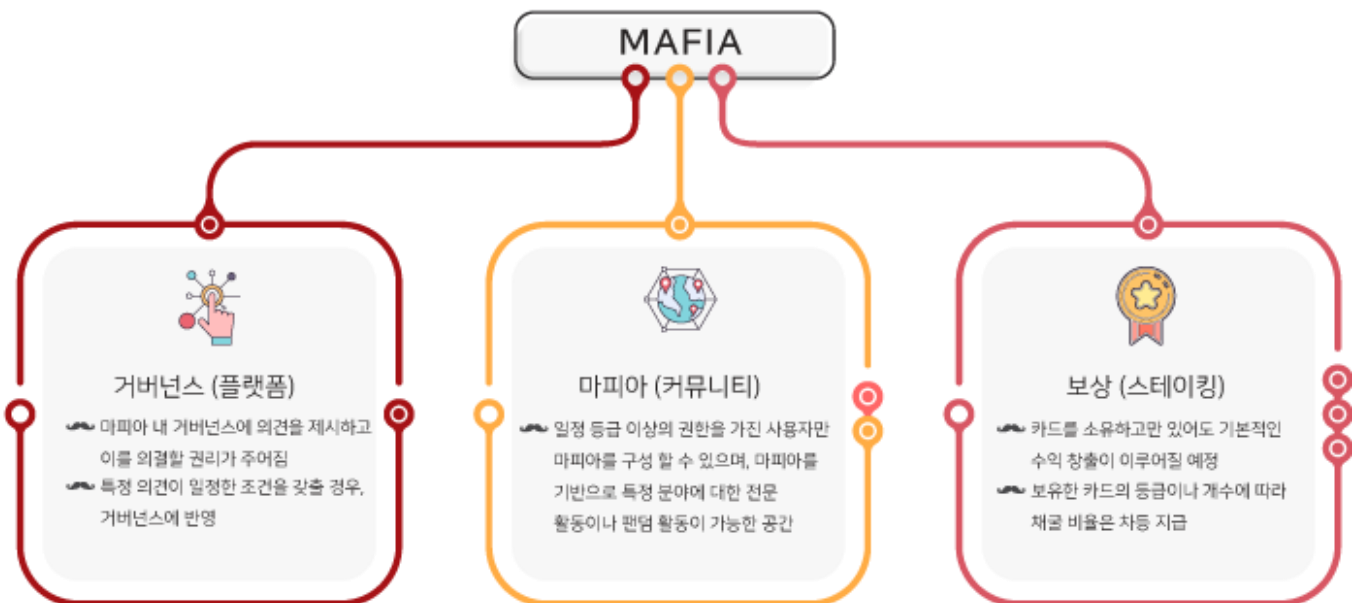 MAFIA
거버넌스 (플랫폼)
마피아 내 거버넌스에 의견을 제시하고
이를 의결할 권리가 주어짐
특정 의견이 일정한 조건을 갖출 경우,
거버넌스에 반영
마피아 (커뮤니티)
일정 등급 이상의 권한을 가진 사용자만
마피아를 구성 할 수 있으며, 마피아를
기반으로 특정 분야에 대한 전문
활동이나 팬덤 활동이 가능한 공간
보상 (스테이킹)
카드를 소유하고만 있어도 기본적인
수익 창출이 이루어질 예정
보유한 카드의 등급이나 개수에 따라
채굴 비율은 차등 지급